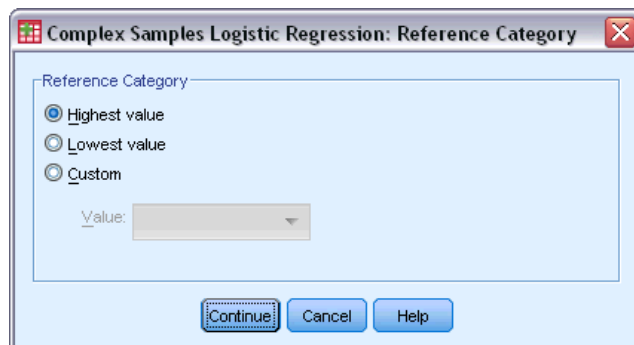 Complex Samples Logistic Regression: Reference Category
Reference Category
Highest value
Lowest value
Custom
Value:
Continue Cancel Help